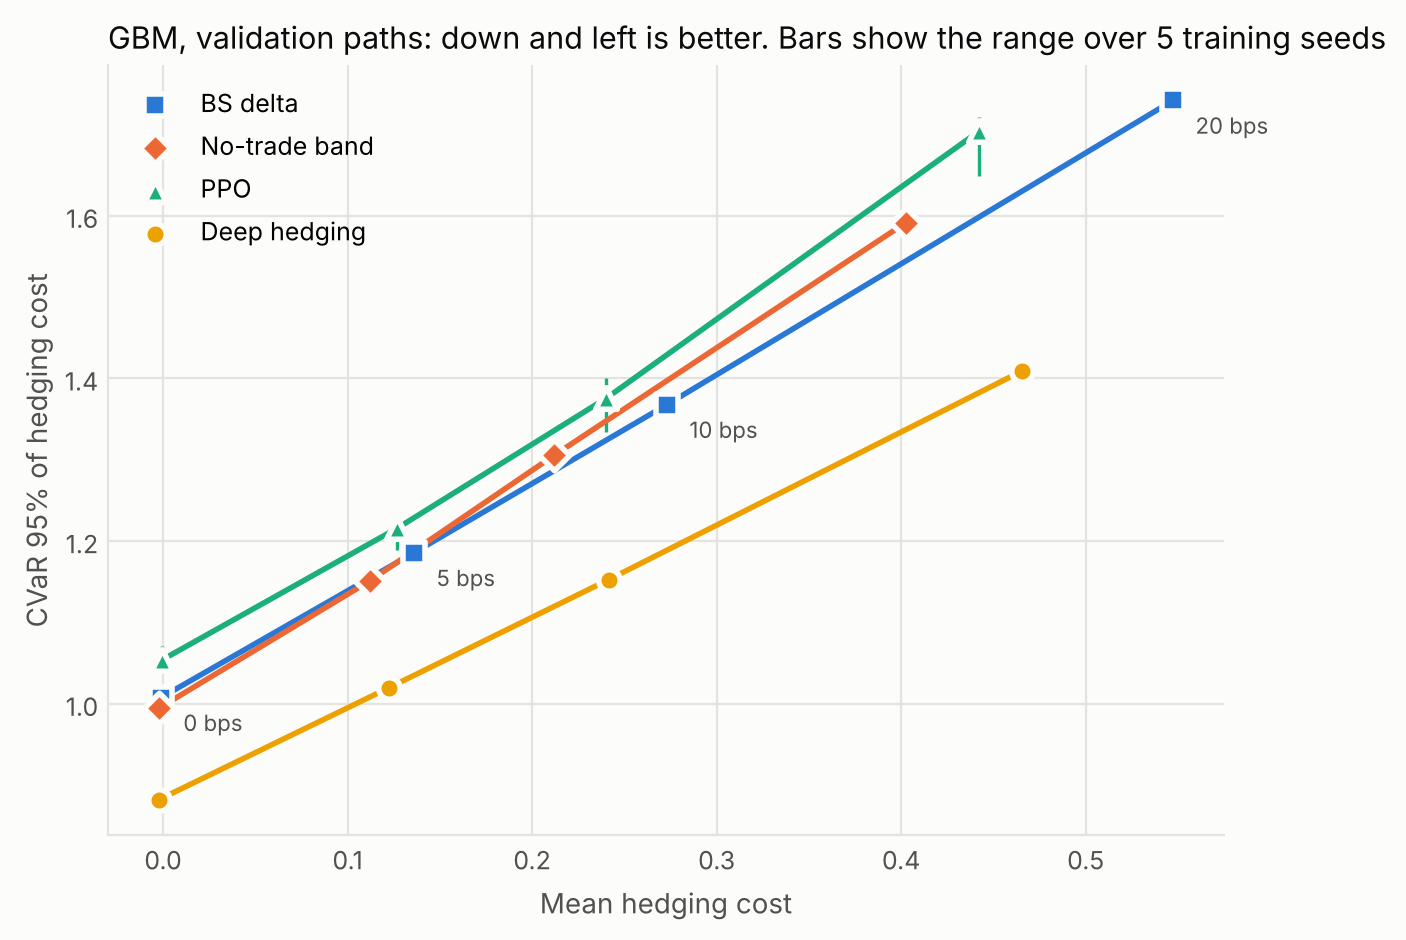 GBM, validation paths: down and left is better. Bars show the range over 5 training seeds
BS delta
No-trade band
PPO
Deep hedging
20 bps
10 bps
5 bps
0 bps
1.6
1.4
1.2
1.0
CVaR 95% of hedging cost
0.0 0.1 0.2 0.3 0.4 0.5
Mean hedging cost